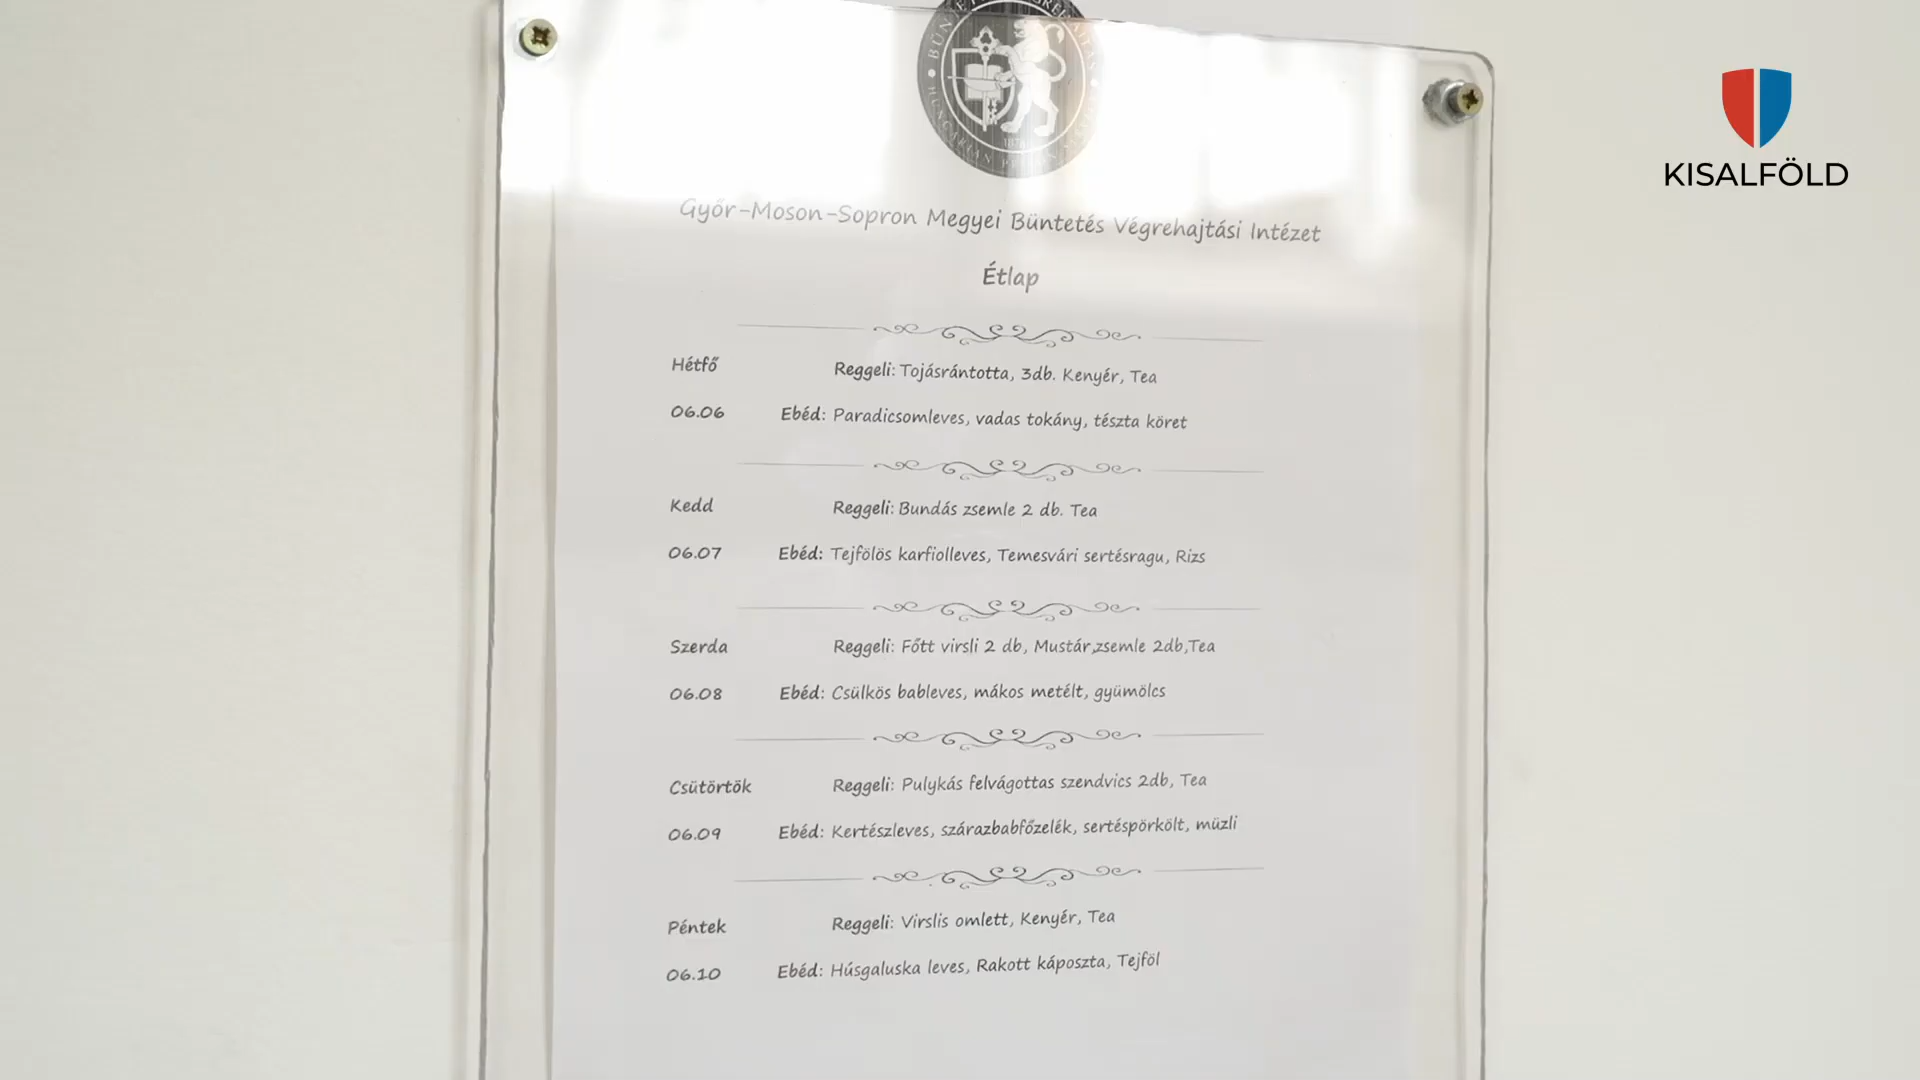 KISALFÖLD
Győr-Moson-Sopron Megyei Büntetés Végrehajtási Intézet
Étlap
Hétfő Reggeli: Tojásrántotta, 3db. Kenyér, Tea
06.06 Ebéd: Paradicsomleves, vadas tokány, tészta köret
Kedd Reggeli: Bundás zsemle 2 db. Tea
06.07 Ebéd: Tejfölös karfiolleves, Temesvári sertésragu, Rizs
Szerda Reggeli: Főtt virsli 2 db, Mustár,zsemle 2db,Tea
06.08 Ebéd: Csülkös bableves, mákos metélt, gyümölcs
Csütörtök Reggeli: Pulykás felvágottas szendvics 2db, Tea
06.09 Ebéd: Kertészleves, szárazbabfőzelék, sertéspörkölt, müzli
Péntek Reggeli: Virslis omlett, Kenyér, Tea
06.10 Ebéd: Húsgaluska leves, Rakott káposzta, Tejföl